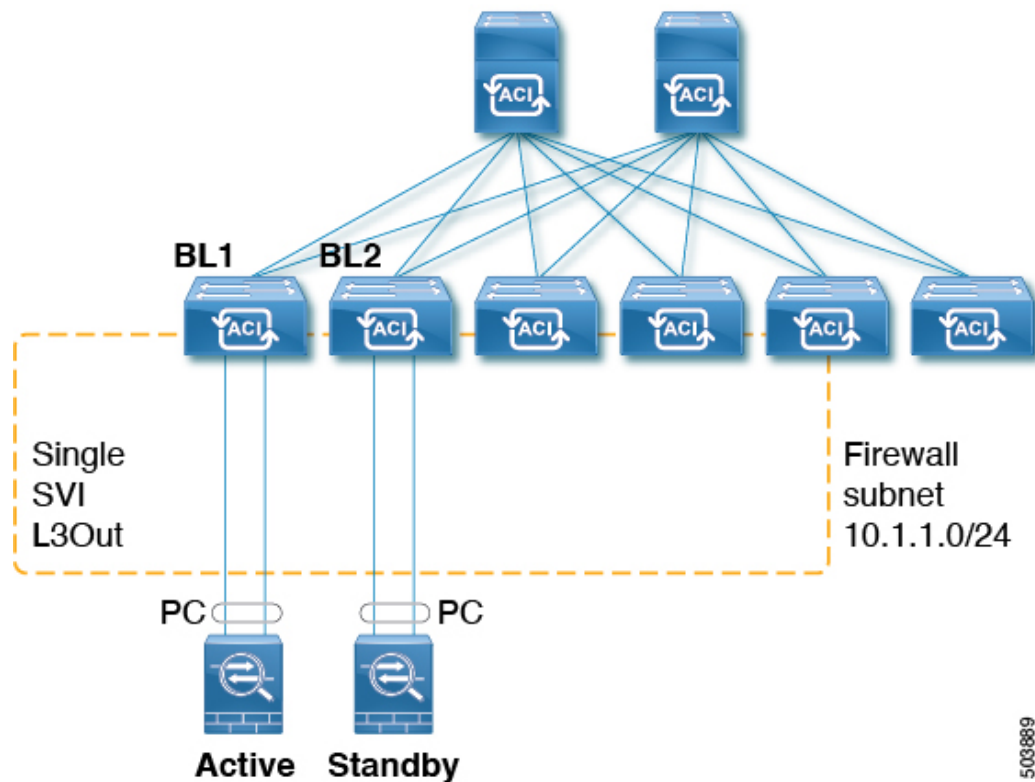 ACI
ACI
BL1
BL2
ACI
ACI
ACI
ACI
ACI
ACI
Single
SVI
L3Out
Firewall
subnet
10.1.1.0/24
PC
PC
Active
Standby
503889